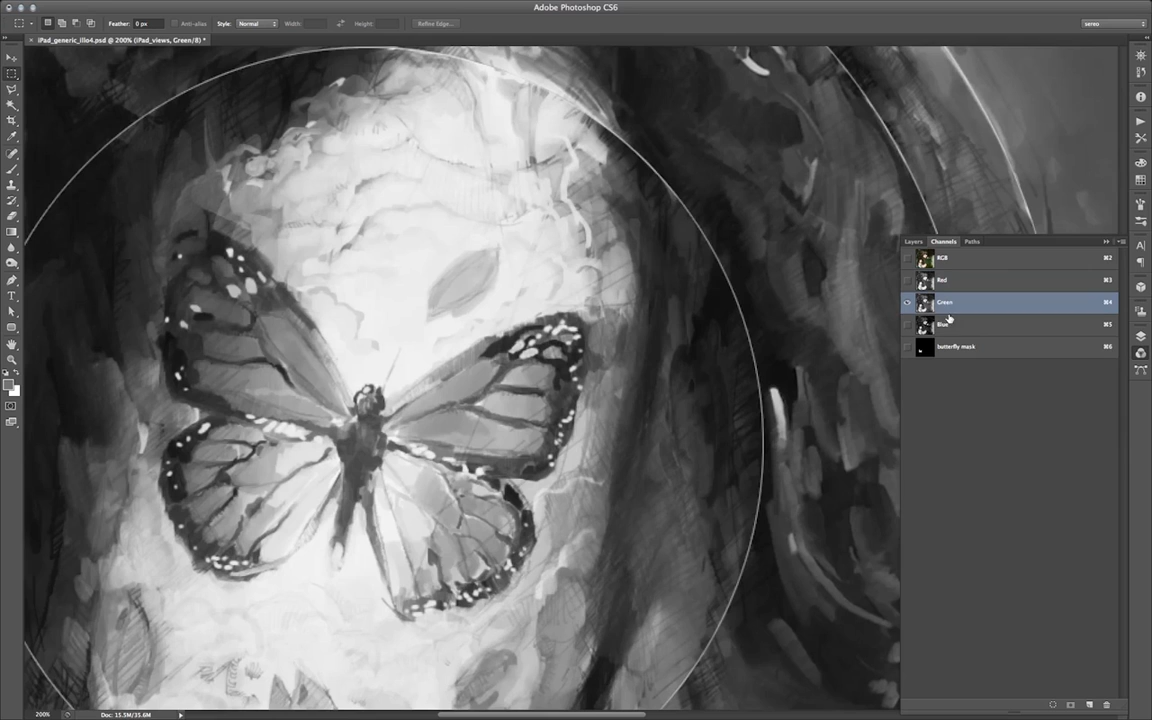 Adobe Photoshop CS6
Feather: 0 px Anti-alias Style: Normal Width: Height: Refine Edge... sereo
× iPad_generic_illo4.psd @ 200% (iPad_views, Green/8) *
Layers Channels Paths
RGB ⌘2
Red ⌘3
Green ⌘4
Blue ⌘5
butterfly mask ⌘6
200% Doc: 15.5M/35.6M